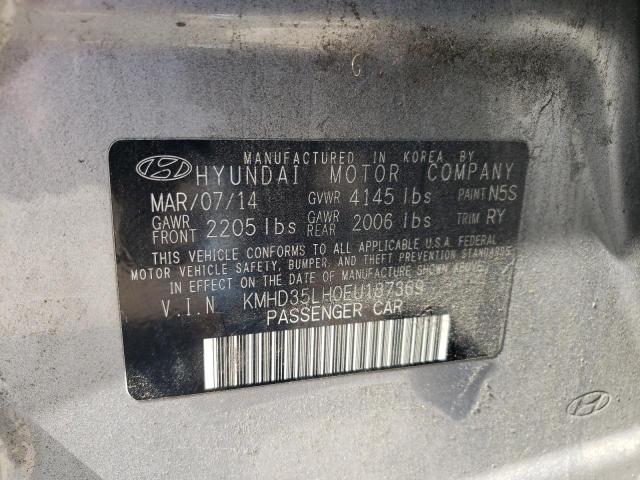 G
MANUFACTURED IN KOREA BY
HYUNDAI MOTOR COMPANY
MAR/07/14 GVWR 4145 lbs PAINT N5S
GAWR FRONT 2205 lbs GAWR REAR 2006 lbs TRIM RY
THIS VEHICLE CONFORMS TO ALL APPLICABLE U.S.A. FEDERAL
MOTOR VEHICLE SAFETY, BUMPER, AND THEFT PREVENTION STANDARDS
IN EFFECT ON THE DATE OF MANUFACTURE SHOWN ABOVE.
V.I.N. KMHD35LH0EU187369
PASSENGER CAR